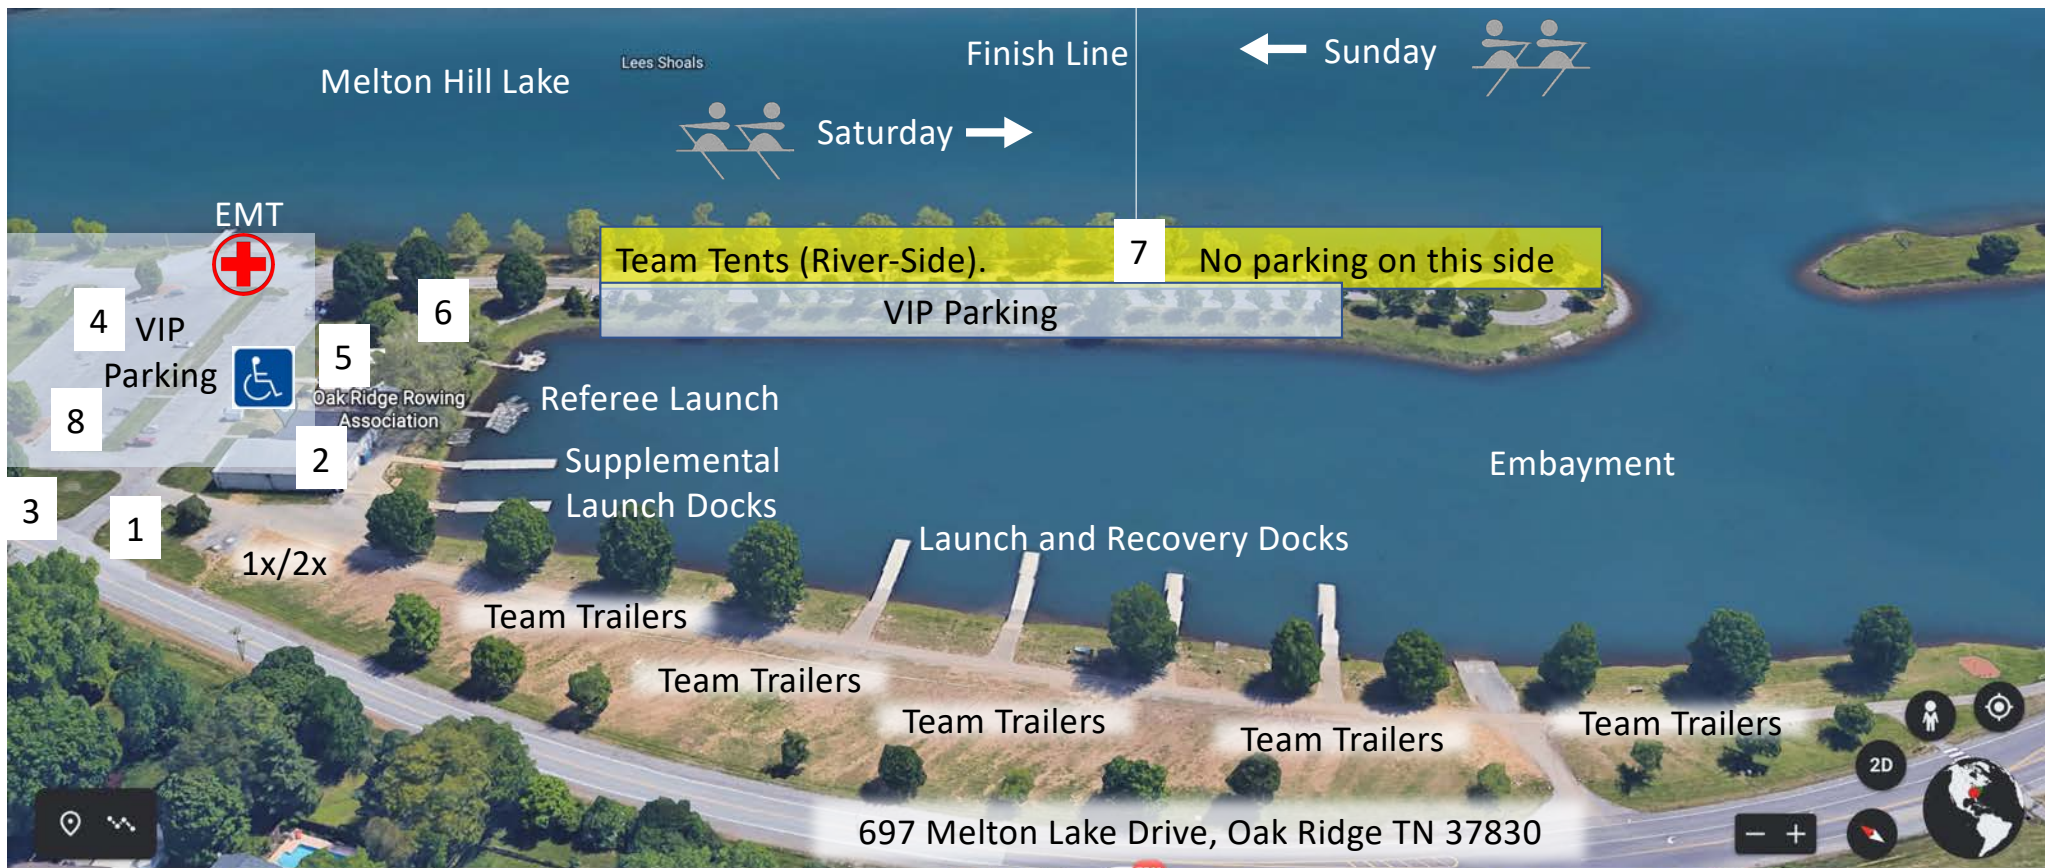 Melton Hill Lake
Lees Shoals
Finish Line
Sunday
Saturday
EMT
Team Tents (River-Side).
7
No parking on this side
VIP Parking
4
VIP
Parking
6
5
Oak Ridge Rowing
Association
8
2
3
1
Referee Launch
Supplemental
Launch Docks
Embayment
1x/2x
Launch and Recovery Docks
Team Trailers
Team Trailers
Team Trailers
Team Trailers
Team Trailers
2D
697 Melton Lake Drive, Oak Ridge TN 37830